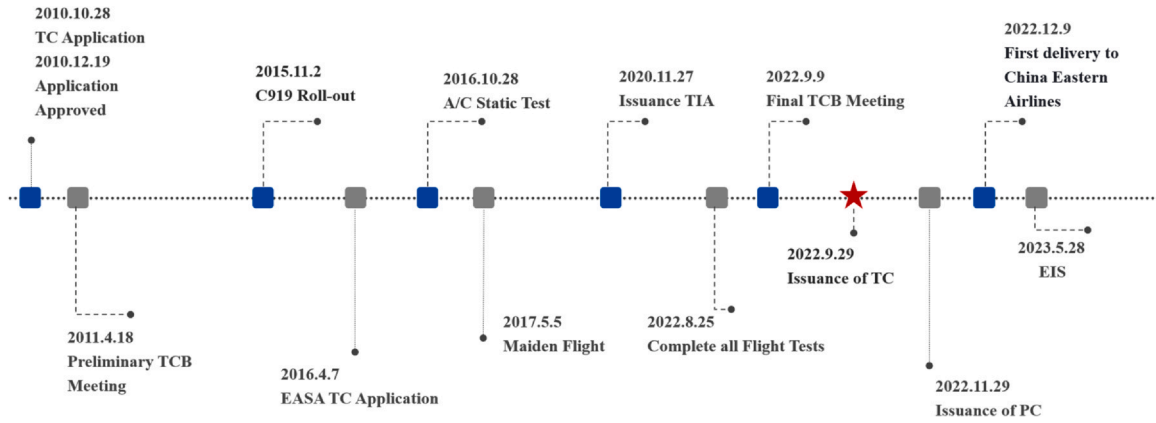 2010.10.28
TC Application
2010.12.19
Application
Approved
2011.4.18
Preliminary TCB
Meeting
2015.11.2
C919 Roll-out
2016.4.7
EASA TC Application
2016.10.28
A/C Static Test
2017.5.5
Maiden Flight
2020.11.27
Issuance TIA
2022.8.25
Complete all Flight Tests
2022.9.9
Final TCB Meeting
2022.9.29
Issuance of TC
2022.11.29
Issuance of PC
2022.12.9
First delivery to
China Eastern
Airlines
2023.5.28
EIS